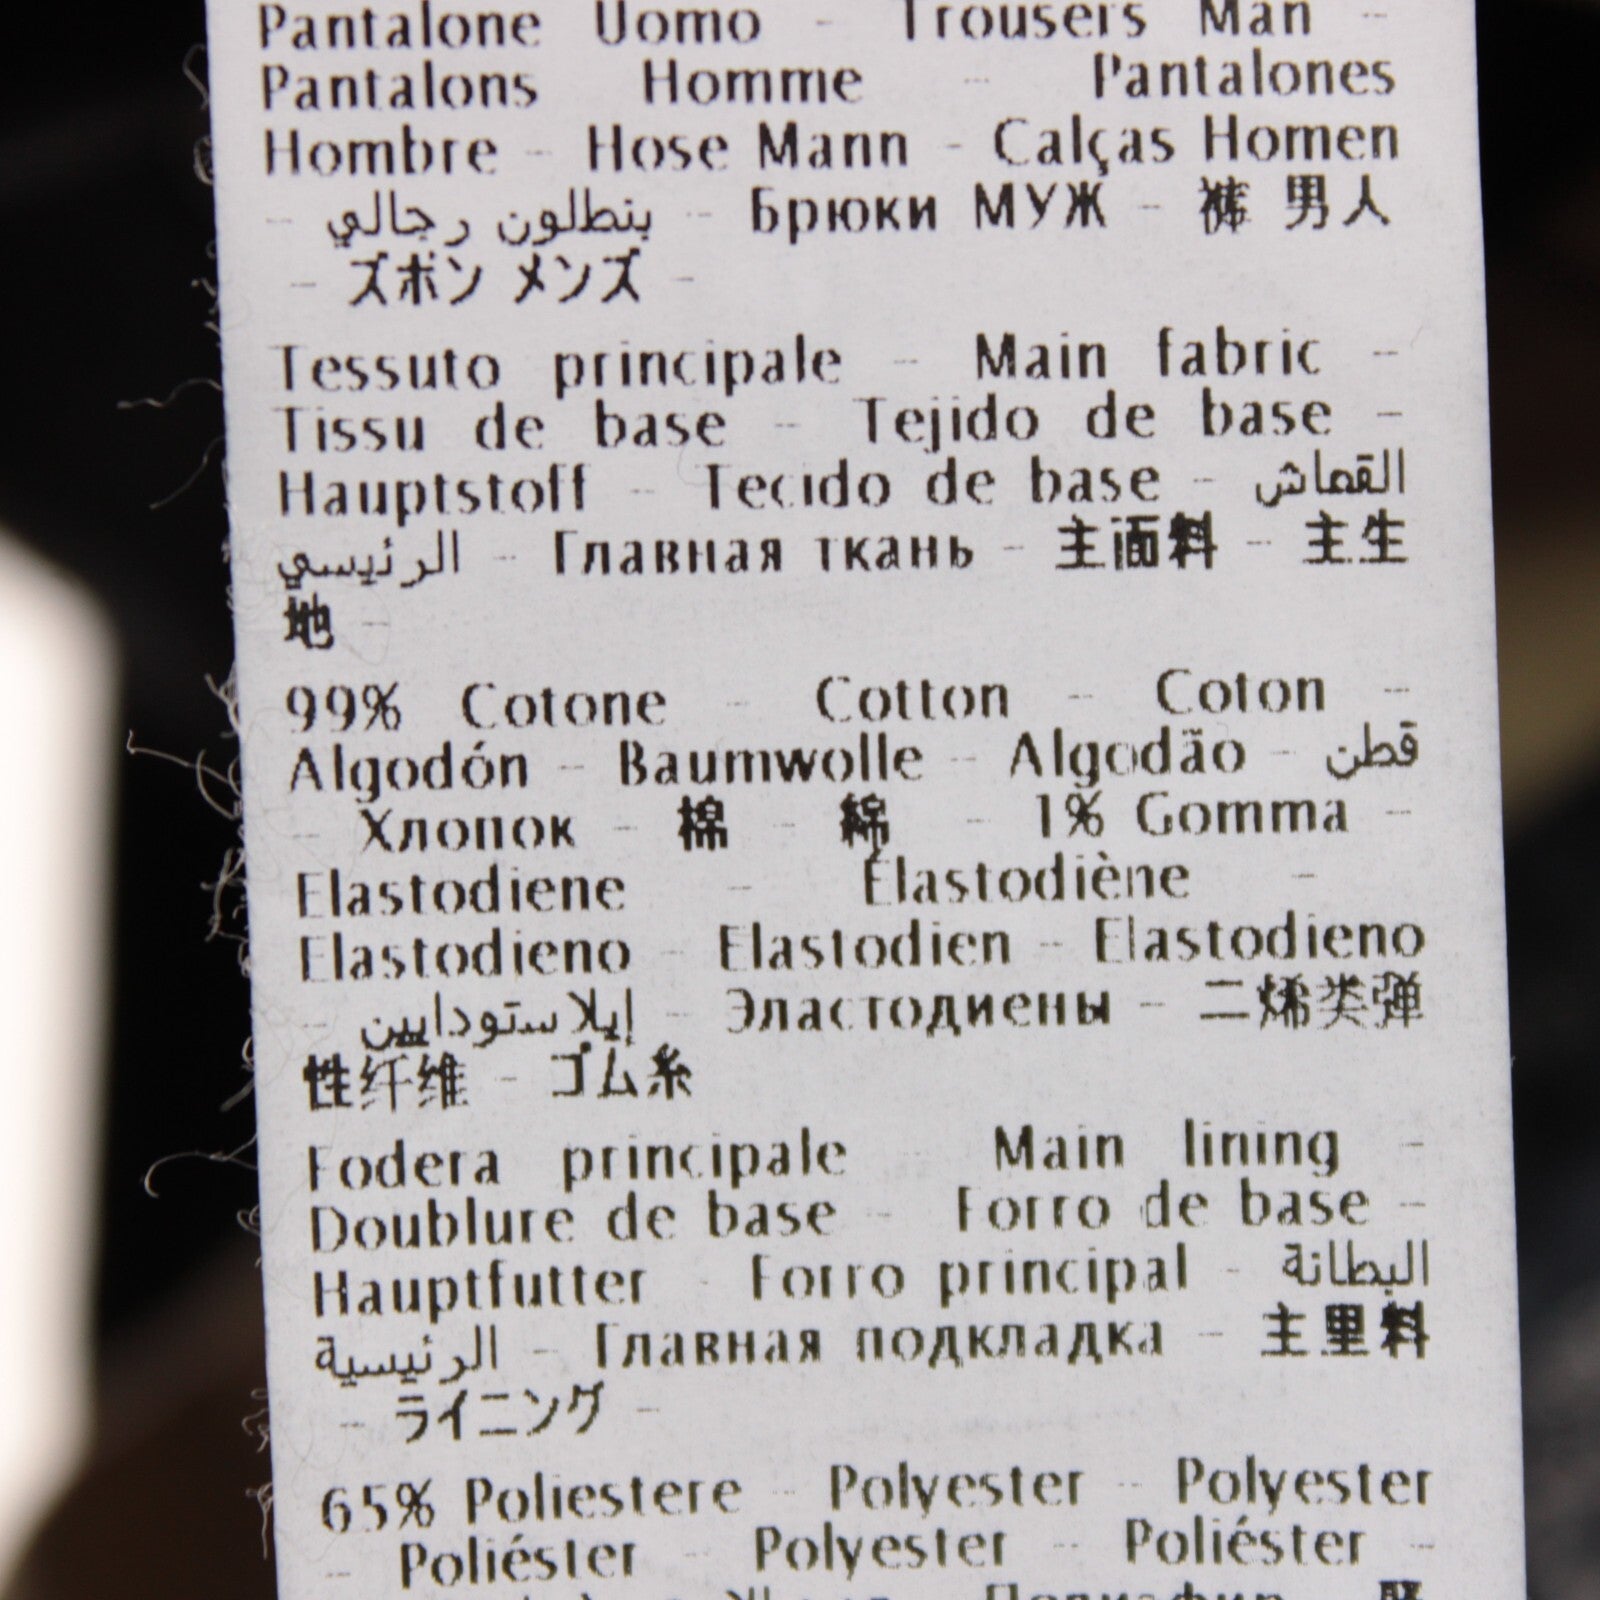 Pantalone Uomo - Trousers Man -
Pantalons Homme - Pantalones
Hombre - Hose Mann - Calças Homen
- بنطلون رجالي - Брюки МУЖ - 裤 男人
- ズボン メンズ -
Tessuto principale - Main fabric -
Tissu de base - Tejido de base -
Hauptstoff - Tecido de base - القماش
الرئيسي - Главная ткань - 主面料 - 主生
地 -
99% Cotone - Cotton - Coton -
Algodón - Baumwolle - Algodão - قطن
- Хлопок - 棉 - 綿 - 1% Gomma -
Elastodiene - Élastodiène -
Elastodieno - Elastodien - Elastodieno
- إيلاستودايين - Эластодиены - 二烯类弹
性纤维 - ゴム糸
Fodera principale Main lining -
Doublure de base - Forro de base -
Hauptfutter - Forro principal - البطانة
الرئيسية - Главная подкладка - 主里料
- ライニング -
65% Poliestere - Polyester - Polyester
- Poliéster - Polyester - Poliéster -